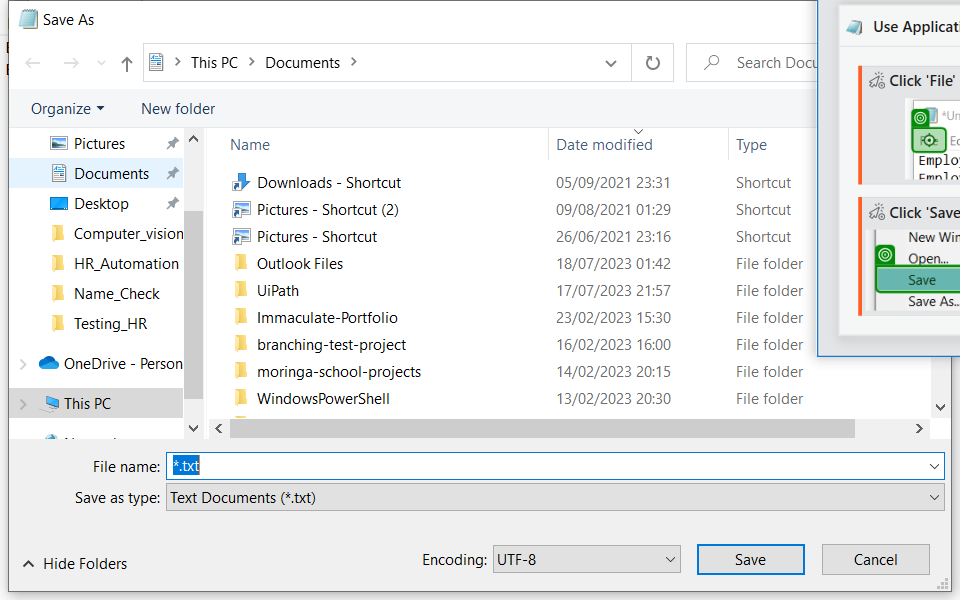 Save As
This PC > Documents >
Search Docu
Organize
New folder
Pictures
Documents
Desktop
Computer_vision
HR_Automation
Name_Check
Testing_HR
OneDrive - Person
This PC
Name
Date modified
Type
Downloads - Shortcut 05/09/2021 23:31 Shortcut
Pictures - Shortcut (2) 09/08/2021 01:29 Shortcut
Pictures - Shortcut 26/06/2021 23:16 Shortcut
Outlook Files 18/07/2023 01:42 File folder
UiPath 17/07/2023 21:57 File folder
Immaculate-Portfolio 23/02/2023 15:30 File folder
branching-test-project 16/02/2023 16:00 File folder
moringa-school-projects 14/02/2023 20:15 File folder
WindowsPowerShell 13/02/2023 20:30 File folder
File name: *.txt
Save as type: Text Documents (*.txt)
Hide Folders
Encoding: UTF-8
Save
Cancel
Use Applicati
Click 'File'
*Un
Employ
Click 'Save
New Win
Open...
Save
Save As...